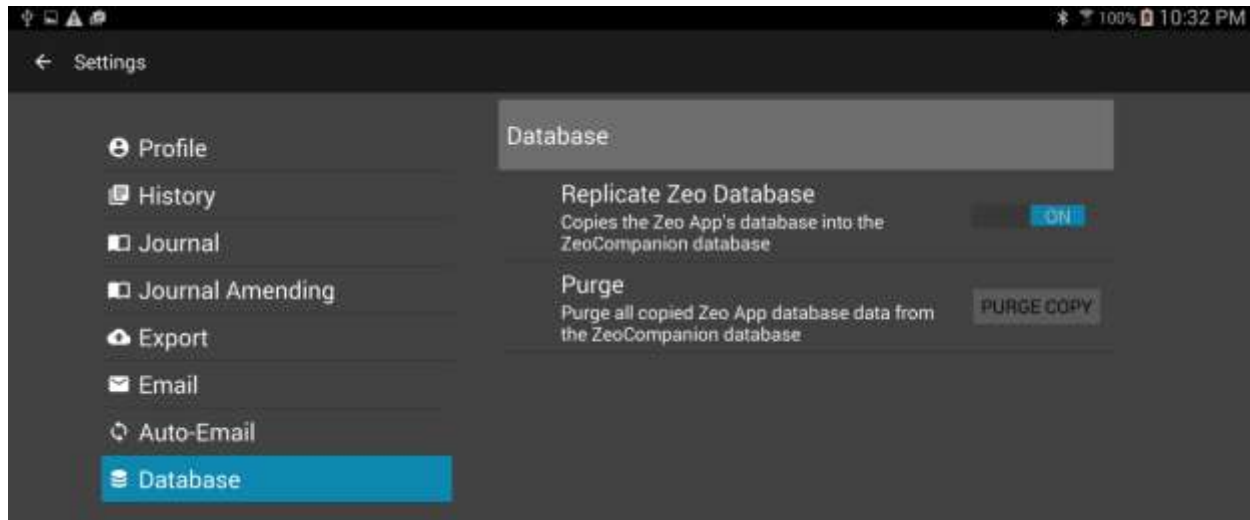 100% 10:32 PM
Settings
Profile
History
Journal
Journal Amending
Export
Email
Auto-Email
Database
Database
Replicate Zeo Database
Copies the Zeo App's database into the
ZeoCompanion database
ON
Purge
Purge all copied Zeo App database data from
the ZeoCompanion database
PURGE COPY